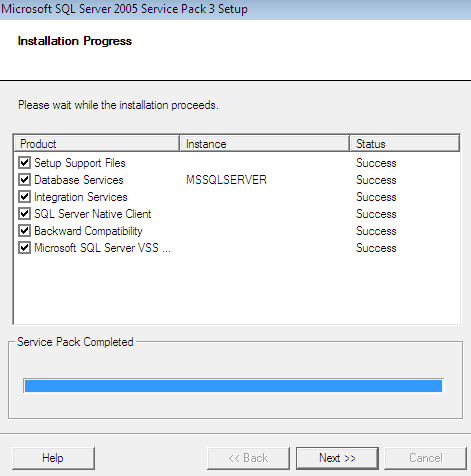 Microsoft SQL Server 2005 Service Pack 3 Setup
Installation Progress
Please wait while the installation proceeds.
Product Instance Status
Setup Support Files Success
Database Services MSSQLSERVER Success
Integration Services Success
SQL Server Native Client Success
Backward Compatibility Success
Microsoft SQL Server VSS ... Success
Service Pack Completed
Help << Back Next >> Cancel